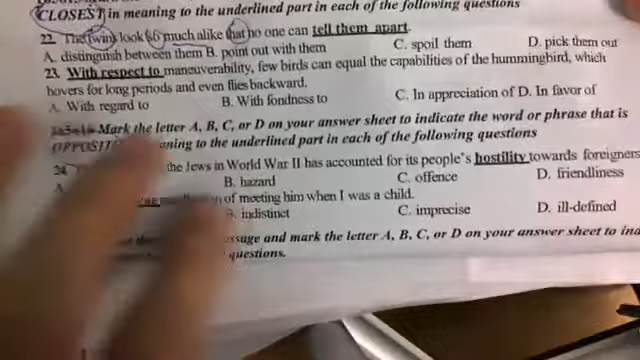 CLOSEST in meaning to the underlined part in each of the following questions
22. The twins look so much alike that no one can tell them apart.
A. distinguish between them B. point out with them C. spoil them D. pick them out
23. With respect to maneuverability, few birds can equal the capabilities of the hummingbird, which
hovers for long periods and even flies backward.
A. With regard to B. With fondness to C. In appreciation of D. In favor of
Mark the letter A, B, C, or D on your answer sheet to indicate the word or phrase that is
OPPOSIT aning to the underlined part in each of the following questions
24 the Jews in World War II has accounted for its people's hostility towards foreigners
A B. hazard C. offence D. friendliness
of meeting him when I was a child.
B. indistinct C. imprecise D. ill-defined
ssage and mark the letter A, B, C, or D on your answer sheet to ind
questions.